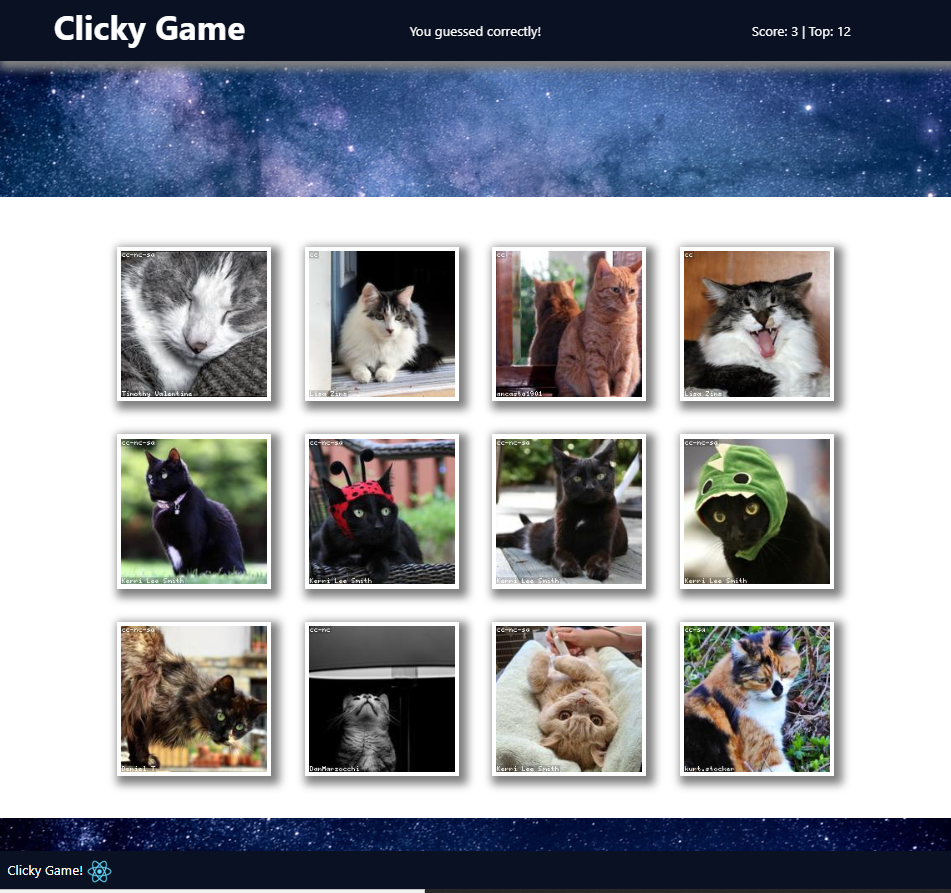 Clicky Game
You guessed correctly!
Score: 3 | Top: 12
cc-nc-sa
cc
cc
cc
Timothy Valentine
Lisa Zins
ancasta1901
Lisa Zins
cc-nc-sa
cc-nc-sa
cc-nc-sa
cc-nc-sa
Kerri Lee Smith
Kerri Lee Smith
Kerri Lee Smith
Kerri Lee Smith
cc-nc-sa
cc-nc
cc-nc-sa
cc-sa
Daniel T
DanMarzocchi
Kerri Lee Smith
kurt.stocker
Clicky Game!